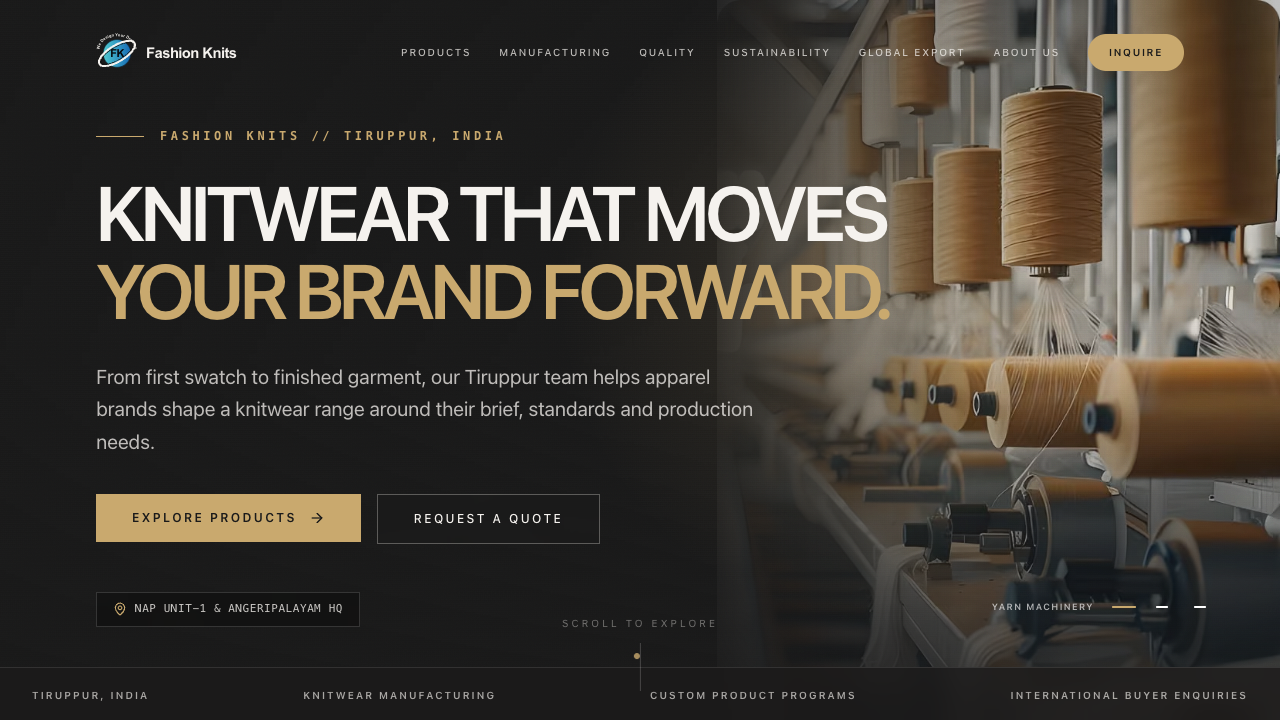 We Design Your D
FK
Fashion Knits
PRODUCTS
MANUFACTURING
QUALITY
SUSTAINABILITY
GLOBAL EXPORT
ABOUT US
INQUIRE
FASHION KNITS // TIRUPPUR, INDIA
KNITWEAR THAT MOVES
YOUR BRAND FORWARD.
From first swatch to finished garment, our Tiruppur team helps apparel
brands shape a knitwear range around their brief, standards and production
needs.
EXPLORE PRODUCTS
REQUEST A QUOTE
NAP UNIT–1 & ANGERIPALAYAM HQ
YARN MACHINERY
SCROLL TO EXPLORE
TIRUPPUR, INDIA
KNITWEAR MANUFACTURING
CUSTOM PRODUCT PROGRAMS
INTERNATIONAL BUYER ENQUIRIES